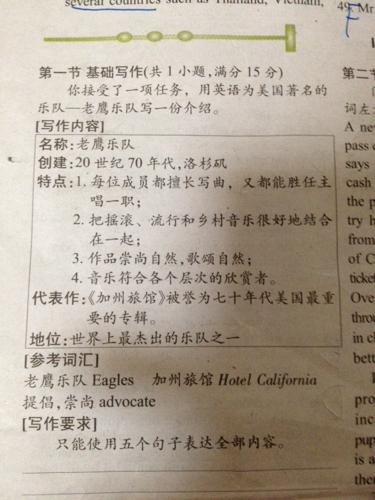 several countries such as Thailand, Vietnam,
49. Mr
第一节 基础写作(共1小题,满分15分)
你接受了一项任务，用英语为美国著名的
乐队—老鹰乐队写一份介绍。
[写作内容]
名称:老鹰乐队
创建:20世纪70年代,洛杉矶
特点:1. 每位成员都擅长写曲，又都能胜任主
唱一职;
2. 把摇滚、流行和乡村音乐很好地结合
在一起;
3. 作品崇尚自然,歌颂自然;
4. 音乐符合各个层次的欣赏者。
代表作:《加州旅馆》被誉为七十年代美国最重
要的专辑。
地位:世界上最杰出的乐队之一
[参考词汇]
老鹰乐队 Eagles 加州旅馆 Hotel California
提倡,崇尚 advocate
[写作要求]
只能使用五个句子表达全部内容。
第二节
词左:
A ne
pass
says
cash
the p
try h
from
of C
ticket
Ove
throu
in cl
bett
pro
inc
pup
is a
the